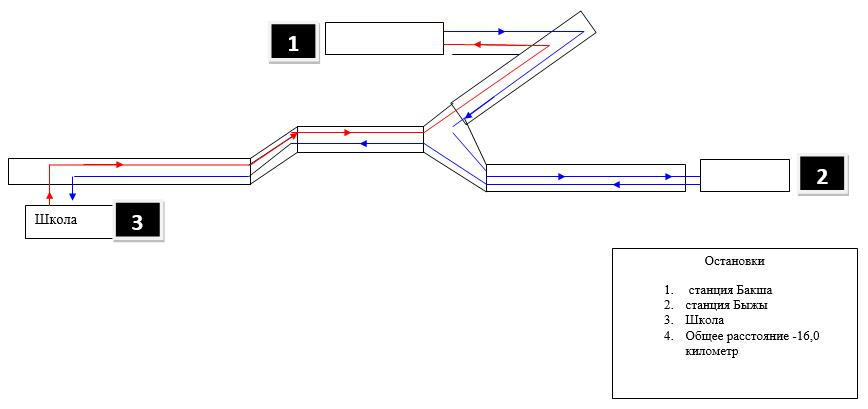 1
2
Школа
3
Остановки
1. станция Бакша
2. станция Быжы
3. Школа
4. Общее расстояние -16,0
километр